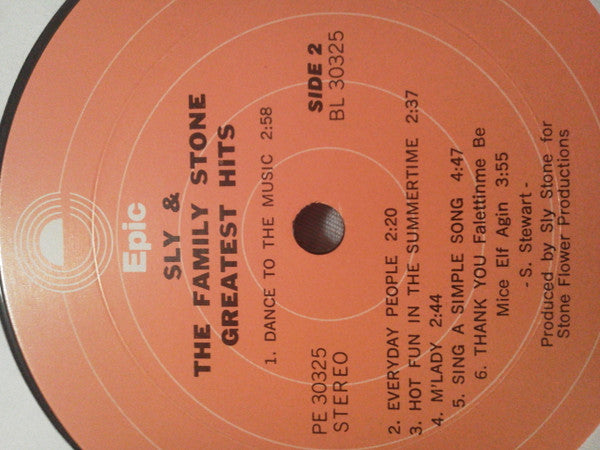 Epic
SLY &
THE FAMILY STONE
GREATEST HITS
1. DANCE TO THE MUSIC 2:58
PE 30325
STEREO
SIDE 2
BL 30325
2. EVERYDAY PEOPLE 2:20
3. HOT FUN IN THE SUMMERTIME 2:37
4. M'LADY 2:44
5. SING A SIMPLE SONG 4:47
6. THANK YOU Falettinme Be
Mice Elf Agin 3:55
- S. Stewart -
Produced by Sly Stone for
Stone Flower Productions